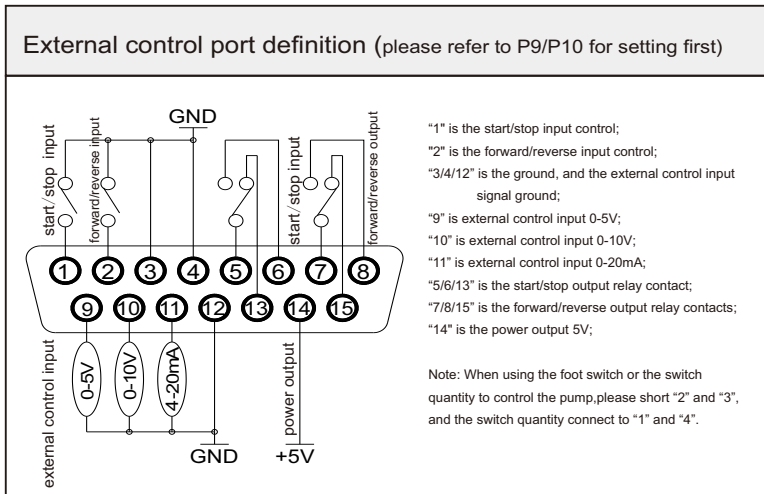 External control port definition (please refer to P9/P10 for setting first)
GND
start/stop input
forward/reverse input
start/stop input
forward/reverse output
1 2 3 4 5 6 7 8
9 10 11 12 13 14 15
external control input
0-5V
0-10V
4-20mA
power output
GND
+5V
“1" is the start/stop input control;
"2" is the forward/reverse input control;
“3/4/12” is the ground, and the external control input
signal ground;
“9” is external control input 0-5V;
“10” is external control input 0-10V;
“11” is external control input 0-20mA;
“5/6/13” is the start/stop output relay contact;
“7/8/15” is the forward/reverse output relay contacts;
“14" is the power output 5V;
Note: When using the foot switch or the switch
quantity to control the pump,please short “2” and “3”,
and the switch quantity connect to “1” and “4”.